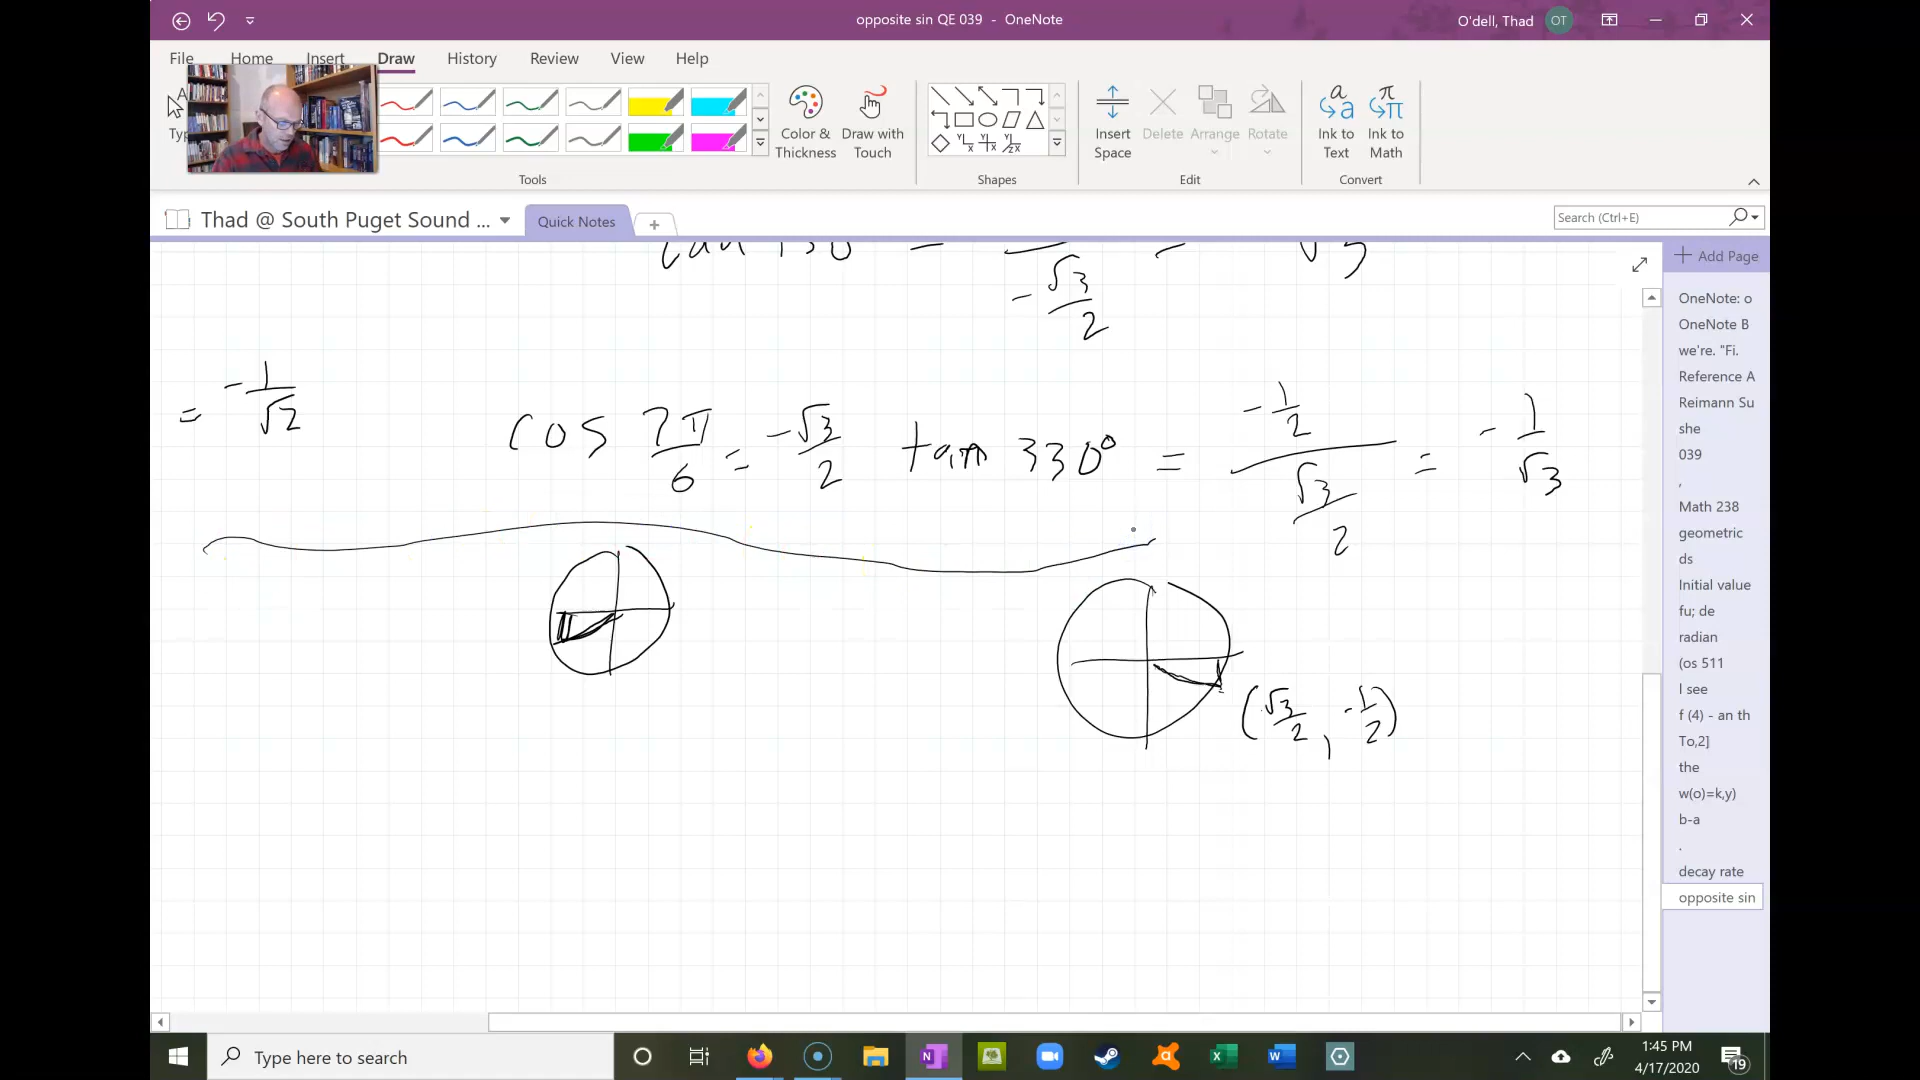 opposite sin QE 039 - OneNote
O'dell, Thad OT
File Home Insert Draw History Review View Help
Color & Thickness
Draw with Touch
Insert Space
Delete
Arrange
Rotate
Ink to Text
Ink to Math
Tools Shapes Edit Convert
Thad @ South Puget Sound ... Quick Notes +
Search (Ctrl+E)
Add Page
OneNote: o
OneNote B
we're. "Fi.
Reference A
Reimann Su
she
039
,
Math 238
geometric
ds
Initial value
fu; de
radian
(os 511
I see
f (4) - an th
To,2]
the
w(o)=k,y)
b-a
.
decay rate
opposite sin
-√3/2
= -1/√2
cos 7π/6 = -√3/2
tan 330° = (-1/2)/(√3/2) = -1/√3
(√3/2, -1/2)
Type here to search
1:45 PM
4/17/2020
19